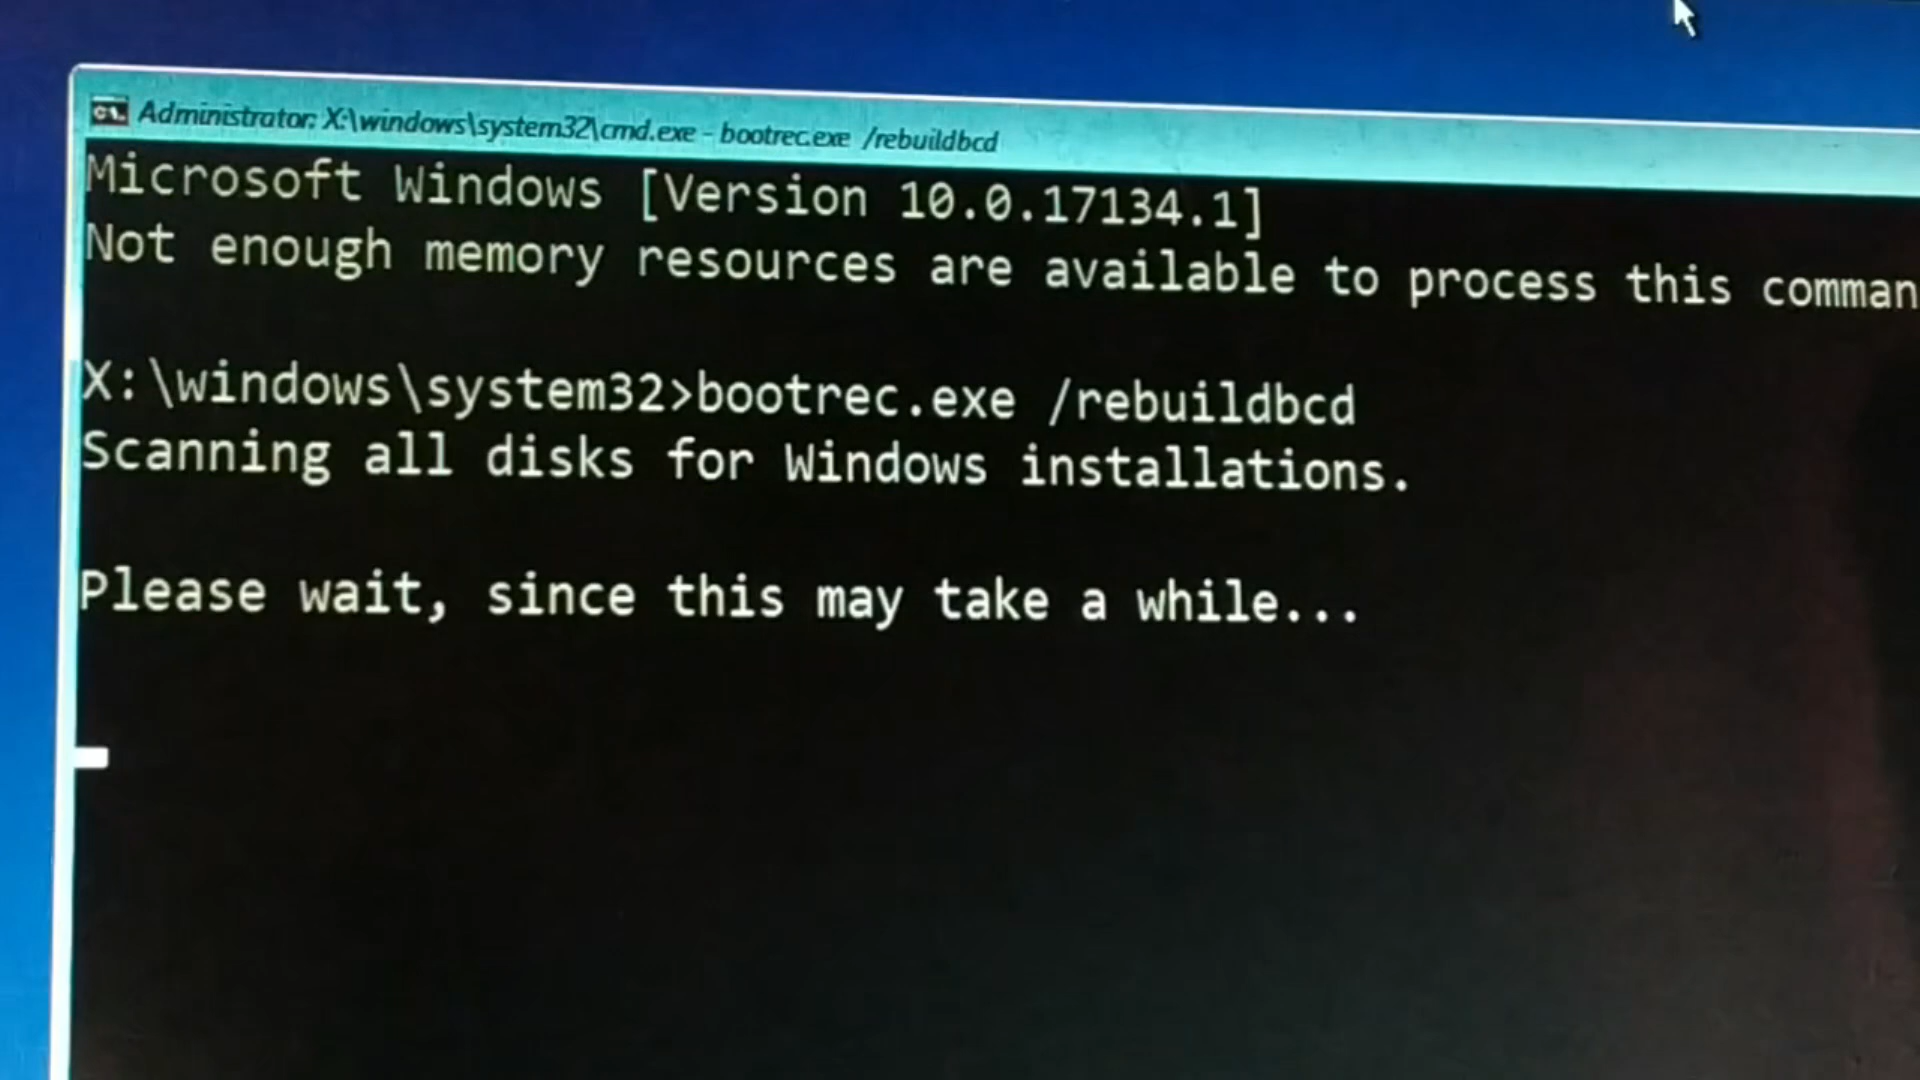 Administrator: X:\windows\system32\cmd.exe - bootrec.exe /rebuildbcd
Microsoft Windows [Version 10.0.17134.1]
Not enough memory resources are available to process this comman
X:\windows\system32>bootrec.exe /rebuildbcd
Scanning all disks for Windows installations.
Please wait, since this may take a while...